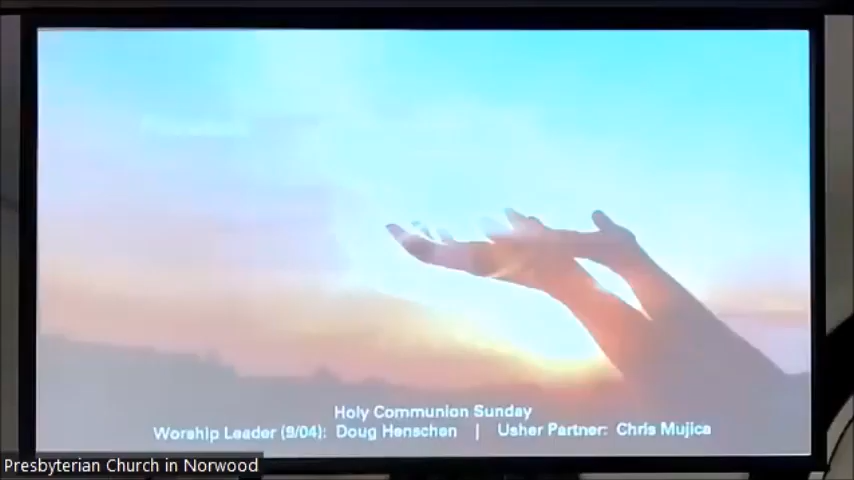 Holy Communion Sunday
Worship Leader (9/04): Doug Henschen | Usher Partner: Chris Mujica
Presbyterian Church in Norwood